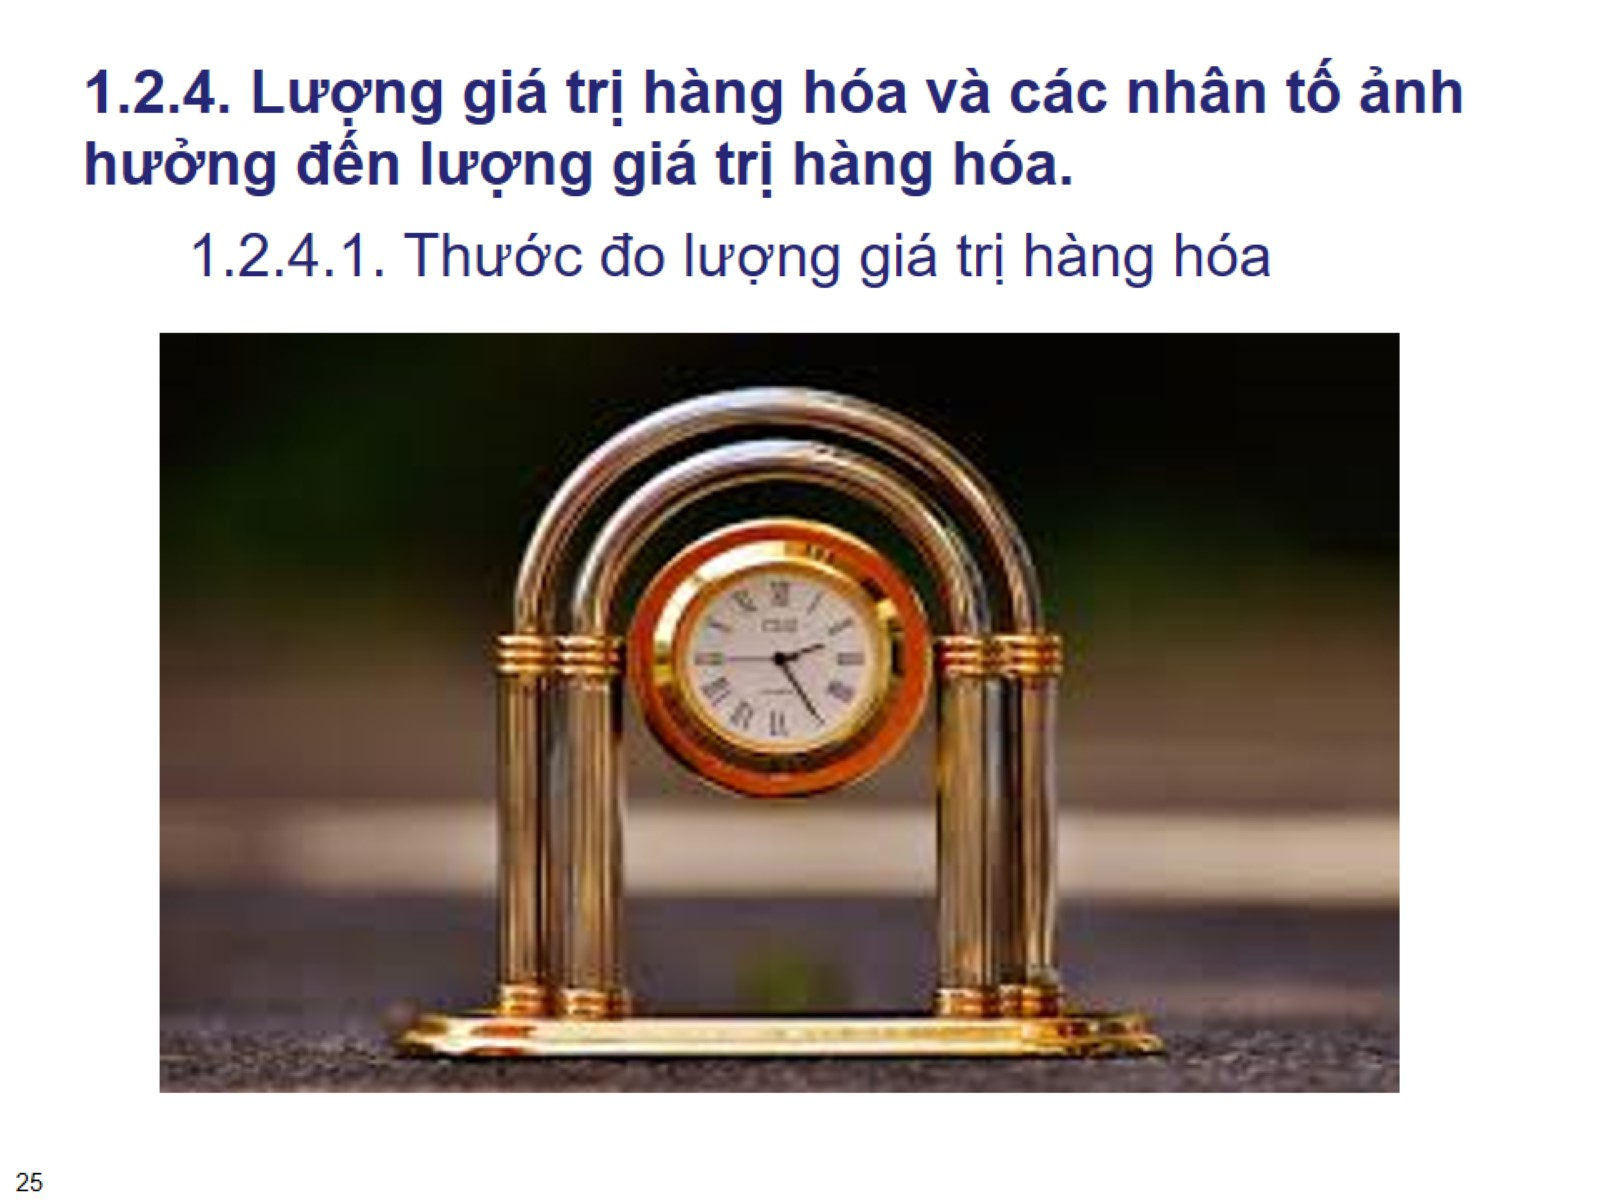 1.2.4. Lượng giá trị hàng hóa và các nhân tố ảnh
hưởng đến lượng giá trị hàng hóa.
1.2.4.1. Thước đo lượng giá trị hàng hóa
25